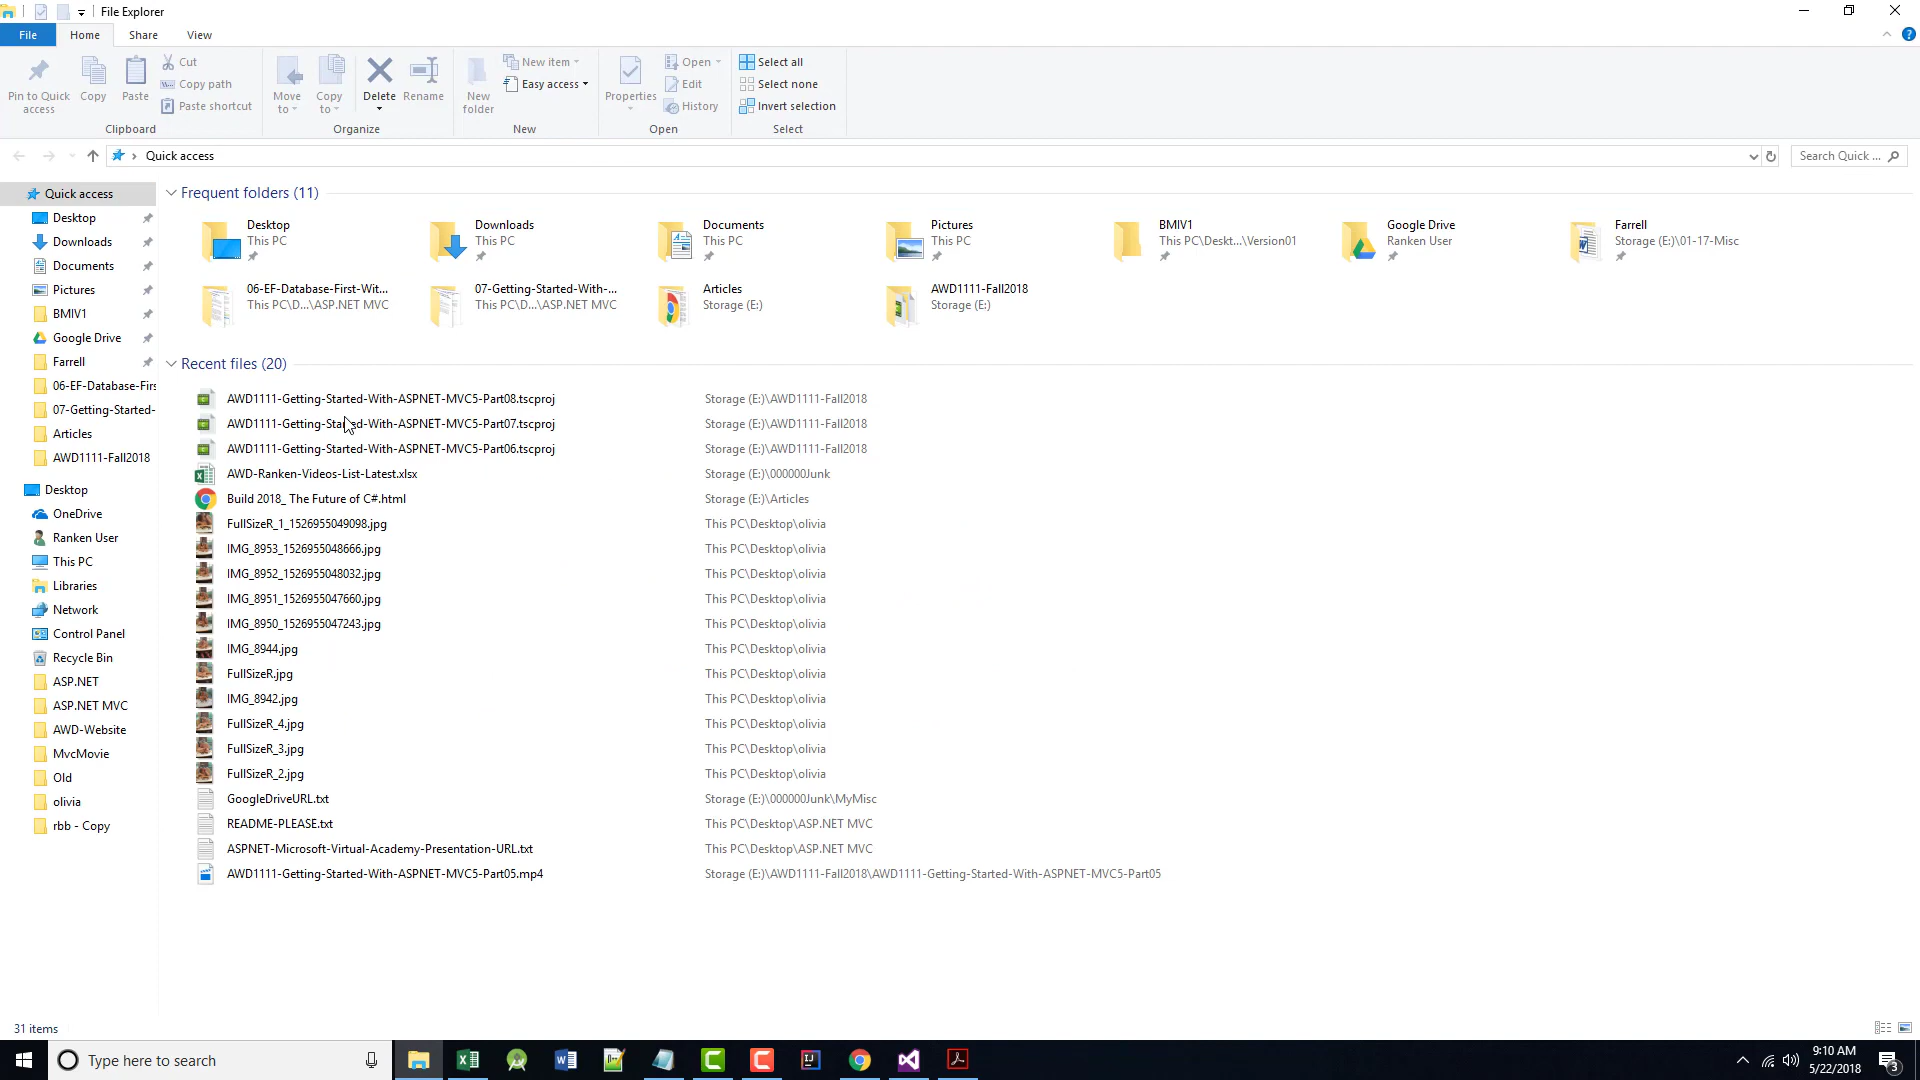 File Explorer
File
Home
Share
View
Pin to Quick access
Copy
Paste
Cut
Copy path
Paste shortcut
Clipboard
Move to
Copy to
Delete
Rename
Organize
New folder
New item
Easy access
New
Properties
Open
Edit
History
Open
Select all
Select none
Invert selection
Select
Quick access
Search Quick ...
Quick access
Desktop
Downloads
Documents
Pictures
BMIV1
Google Drive
Farrell
06-EF-Database-Firs
07-Getting-Started-
Articles
AWD1111-Fall2018
Desktop
OneDrive
Ranken User
This PC
Libraries
Network
Control Panel
Recycle Bin
ASP.NET
ASP.NET MVC
AWD-Website
MvcMovie
Old
olivia
rbb - Copy
Frequent folders (11)
Desktop
This PC
Downloads
This PC
Documents
This PC
Pictures
This PC
BMIV1
This PC\Deskt...\Version01
Google Drive
Ranken User
Farrell
Storage (E:)\01-17-Misc
06-EF-Database-First-Wit...
This PC\D...\ASP.NET MVC
07-Getting-Started-With-...
This PC\D...\ASP.NET MVC
Articles
Storage (E:)
AWD1111-Fall2018
Storage (E:)
Recent files (20)
AWD1111-Getting-Started-With-ASPNET-MVC5-Part08.tscproj Storage (E:)\AWD1111-Fall2018
AWD1111-Getting-Started-With-ASPNET-MVC5-Part07.tscproj Storage (E:)\AWD1111-Fall2018
AWD1111-Getting-Started-With-ASPNET-MVC5-Part06.tscproj Storage (E:)\AWD1111-Fall2018
AWD-Ranken-Videos-List-Latest.xlsx Storage (E:)\000000Junk
Build 2018_ The Future of C#.html Storage (E:)\Articles
FullSizeR_1_1526955049098.jpg This PC\Desktop\olivia
IMG_8953_1526955048666.jpg This PC\Desktop\olivia
IMG_8952_1526955048032.jpg This PC\Desktop\olivia
IMG_8951_1526955047660.jpg This PC\Desktop\olivia
IMG_8950_1526955047243.jpg This PC\Desktop\olivia
IMG_8944.jpg This PC\Desktop\olivia
FullSizeR.jpg This PC\Desktop\olivia
IMG_8942.jpg This PC\Desktop\olivia
FullSizeR_4.jpg This PC\Desktop\olivia
FullSizeR_3.jpg This PC\Desktop\olivia
FullSizeR_2.jpg This PC\Desktop\olivia
GoogleDriveURL.txt Storage (E:)\000000Junk\MyMisc
README-PLEASE.txt This PC\Desktop\ASP.NET MVC
ASPNET-Microsoft-Virtual-Academy-Presentation-URL.txt This PC\Desktop\ASP.NET MVC
AWD1111-Getting-Started-With-ASPNET-MVC5-Part05.mp4 Storage (E:)\AWD1111-Fall2018\AWD1111-Getting-Started-With-ASPNET-MVC5-Part05
31 items
Type here to search
9:10 AM
5/22/2018
3